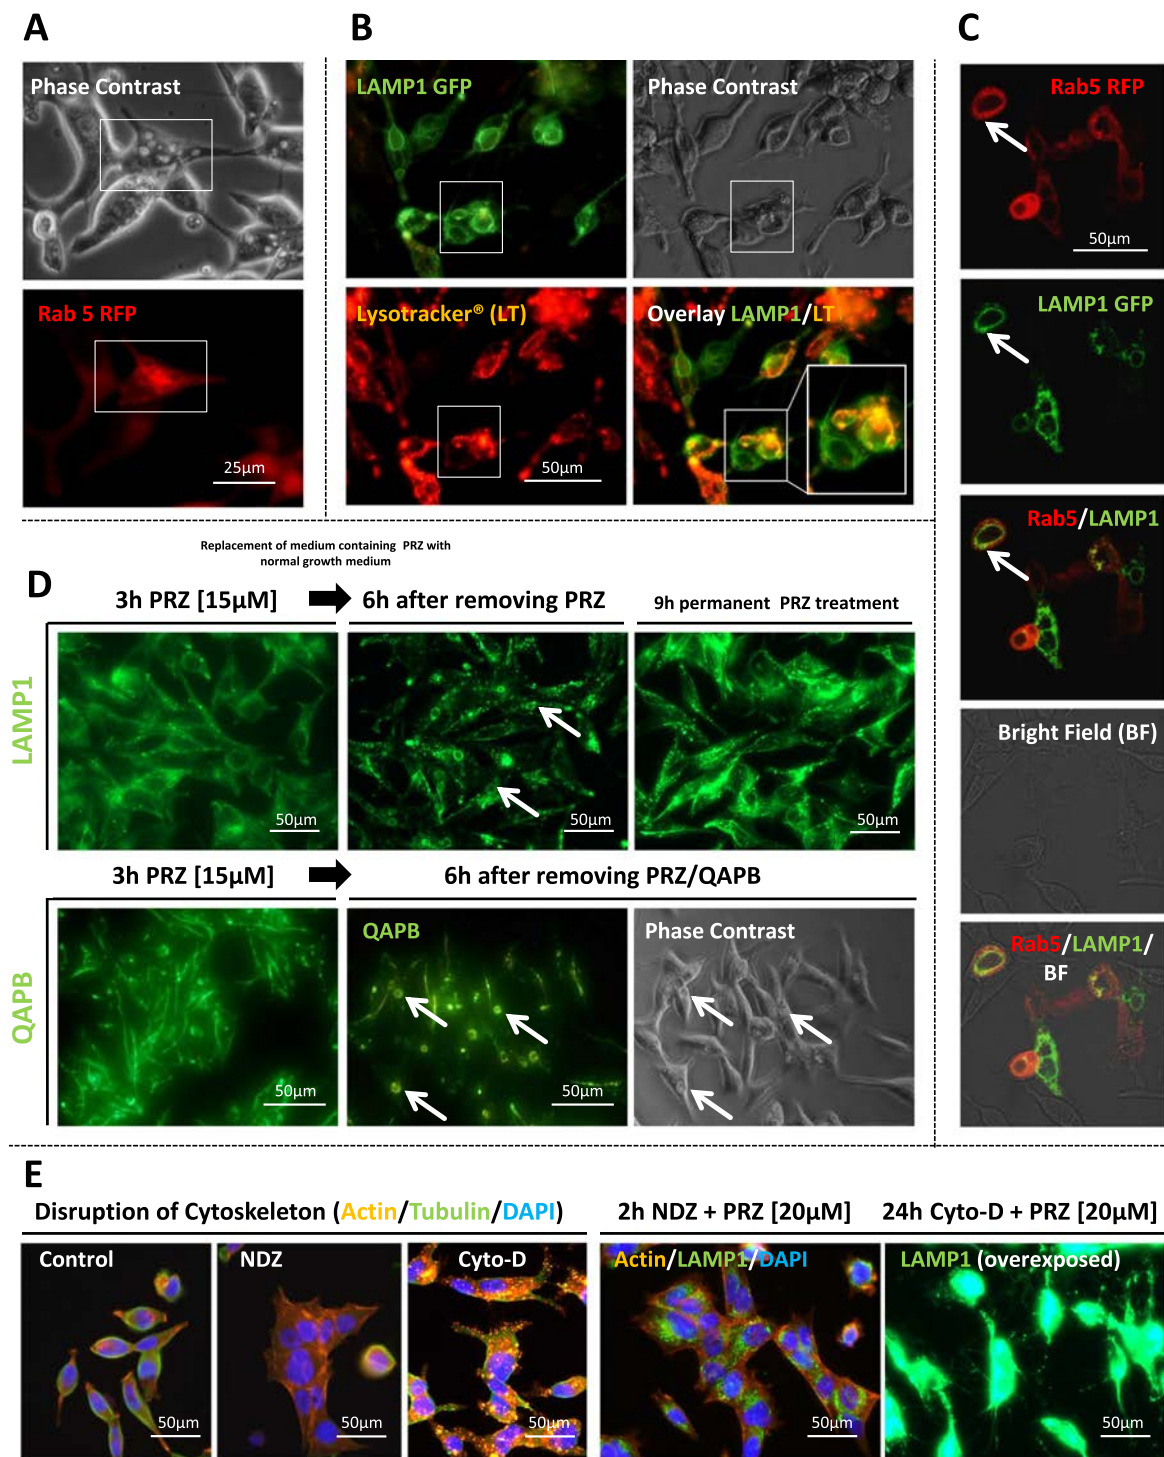 A
B
C
Phase Contrast
Rab 5 RFP
25µm
LAMP1 GFP
Phase Contrast
Lysotracker® (LT)
50µm
Overlay LAMP1/LT
Rab5 RFP
50µm
LAMP1 GFP
Rab5/LAMP1
Bright Field (BF)
Rab5/LAMP1/
BF
Replacement of medium containing PRZ with
normal growth medium
D
3h PRZ [15µM]
6h after removing PRZ
9h permanent PRZ treatment
LAMP1
50µm
50µm
50µm
3h PRZ [15µM]
6h after removing PRZ/QAPB
QAPB
50µm
QAPB
50µm
Phase Contrast
50µm
E
Disruption of Cytoskeleton (Actin/Tubulin/DAPI)
2h NDZ + PRZ [20µM]
24h Cyto-D + PRZ [20µM]
Control
50µm
NDZ
50µm
Cyto-D
50µm
Actin/LAMP1/DAPI
50µm
LAMP1 (overexposed)
50µm